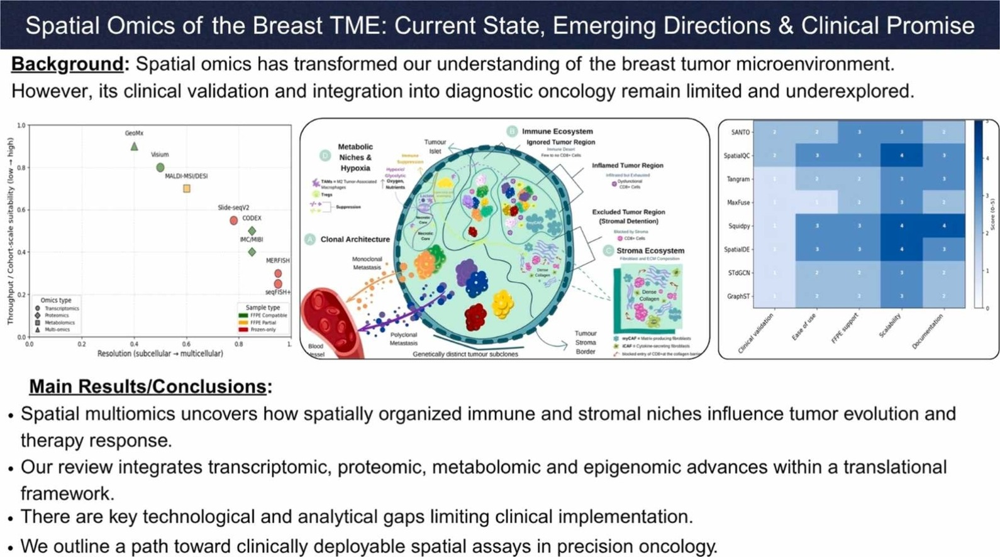 Spatial Omics of the Breast TME: Current State, Emerging Directions & Clinical Promise
Background: Spatial omics has transformed our understanding of the breast tumor microenvironment.
However, its clinical validation and integration into diagnostic oncology remain limited and underexplored.
Throughput / Cohort-scale suitability (low → high)
1.0
0.8
0.6
0.4
0.2
0.0
GeoMx
Visium
MALDI-MSI/DESI
Slide-seqV2
CODEX
IMC/MIBI
MERFISH
seqFISH+
Omics type
Transcriptomics
Proteomics
Metabolomics
Multi-omics
Sample type
FFPE Compatible
FFPE Partial
Frozen-only
0.0 0.2 0.4 0.6 0.8 1.
Resolution (subcellular → multicellular)
D
Metabolic
Niches &
Hypoxia
TAMs = M2 Tumor-Associated
Macrophages
Tregs
Suppression
Immune
Suppression
Hypoxic/
Glycolytic
Oxygen,
Nutrients
Tumour
Islet
Lactate
Necrotic
Core
Necrotic
Core
B Immune Ecosystem
Ignored Tumor Region
Immune Desert
Few to no CD8+ Cells
Inflamed Tumor Region
Infiltrated but Exhausted
Dysfunctional
CD8+ Cells
Excluded Tumor Region
(Stromal Detention)
Blocked by Stroma
CD8+ Cells
myCAF
Dense
Collagen
A Clonal Architecture
Monoclonal
Metastasis
Polyclonal
Metastasis
Blood
essel
Genetically distinct tumour subclones
C Stroma Ecosystem
Fibroblast and ECM Composition
Dense
Collagen
Tumour
Stroma
Border
myCAF = Matrix-producing fibroblasts
iCAF = Cytokine-secreting fibroblasts
blocked entry of CD8+at the collagen barrie
SANTO 2 2 3 3 2
SpatialQC 2 3 3 4 3
Tangram 1 2 2 3 3
MaxFuse 1 1 2 3 2
Squidpy 1 3 3 4 4
SpatialDE 3 3 4 3
STdGCN 1 2 2 3 2
GraphST 1 2 2 3 2
Clinical validation
Ease of use
FFPE support
Scalability
Documentation
4
3
2
1
0
Score (0–5)
Main Results/Conclusions:
• Spatial multiomics uncovers how spatially organized immune and stromal niches influence tumor evolution and
therapy response.
• Our review integrates transcriptomic, proteomic, metabolomic and epigenomic advances within a translational
framework.
• There are key technological and analytical gaps limiting clinical implementation.
• We outline a path toward clinically deployable spatial assays in precision oncology.